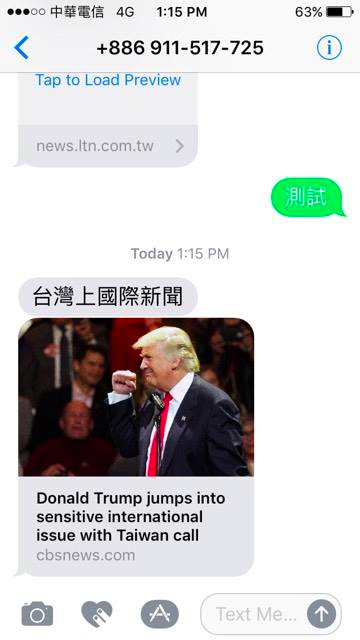 中華電信 4G 1:15 PM 63%
+886 911-517-725
Tap to Load Preview
news.ltn.com.tw
測試
Today 1:15 PM
台灣上國際新聞
Donald Trump jumps into
sensitive international
issue with Taiwan call
cbsnews.com
Text Me...